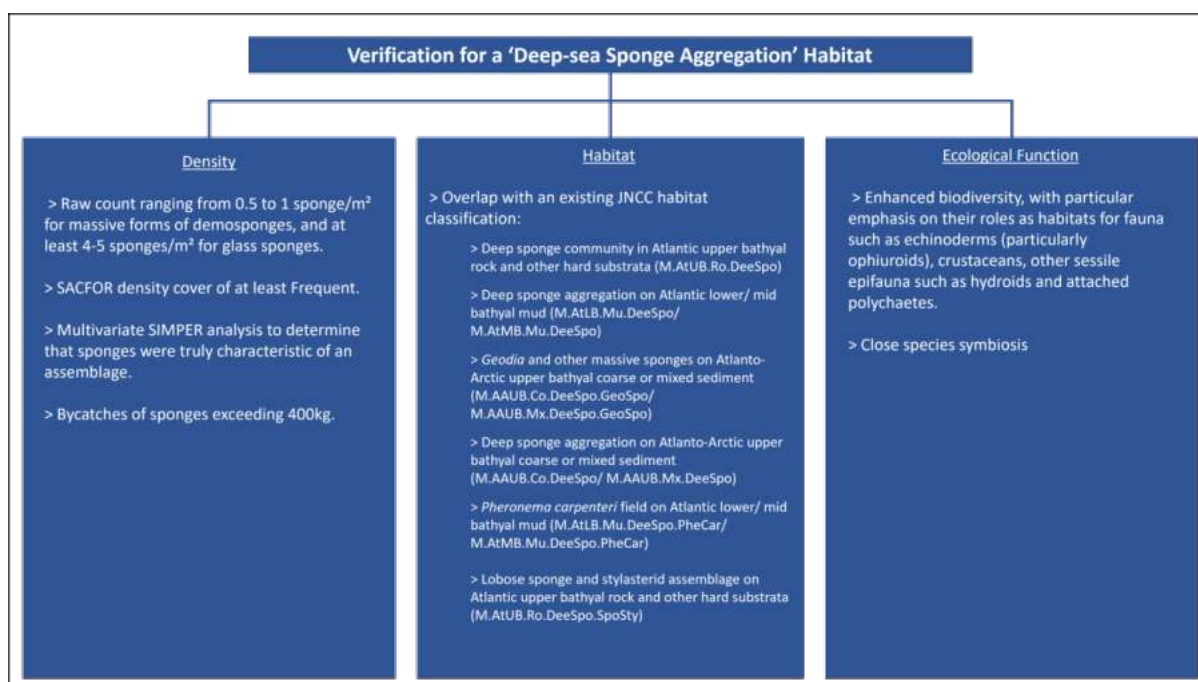 Verification for a ‘Deep-sea Sponge Aggregation’ Habitat
Density
> Raw count ranging from 0.5 to 1 sponge/m²
for massive forms of demosponges, and at
least 4-5 sponges/m² for glass sponges.
> SACFOR density cover of at least Frequent.
> Multivariate SIMPER analysis to determine
that sponges were truly characteristic of an
assemblage.
> Bycatches of sponges exceeding 400kg.
Habitat
> Overlap with an existing JNCC habitat
classification:
> Deep sponge community in Atlantic upper bathyal
rock and other hard substrata (M.AtUB.Ro.DeeSpo)
> Deep sponge aggregation on Atlantic lower/ mid
bathyal mud (M.AtLB.Mu.DeeSpo/
M.AtMB.Mu.DeeSpo)
> Geodia and other massive sponges on Atlanto-
Arctic upper bathyal coarse or mixed sediment
(M.AAUB.Co.DeeSpo.GeoSpo/
M.AAUB.Mx.DeeSpo.GeoSpo)
> Deep sponge aggregation on Atlanto-Arctic upper
bathyal coarse or mixed sediment
(M.AAUB.Co.DeeSpo/ M.AAUB.Mx.DeeSpo)
> Pheronema carpenteri field on Atlantic lower/ mid
bathyal mud (M.AtLB.Mu.DeeSpo.PheCar/
M.AtMB.Mu.DeeSpo.PheCar)
> Lobose sponge and stylasterid assemblage on
Atlantic upper bathyal rock and other hard substrata
(M.AtUB.Ro.DeeSpo.SpoSty)
Ecological Function
> Enhanced biodiversity, with particular
emphasis on their roles as habitats for fauna
such as echinoderms (particularly
ophiuroids), crustaceans, other sessile
epifauna such as hydroids and attached
polychaetes.
> Close species symbiosis